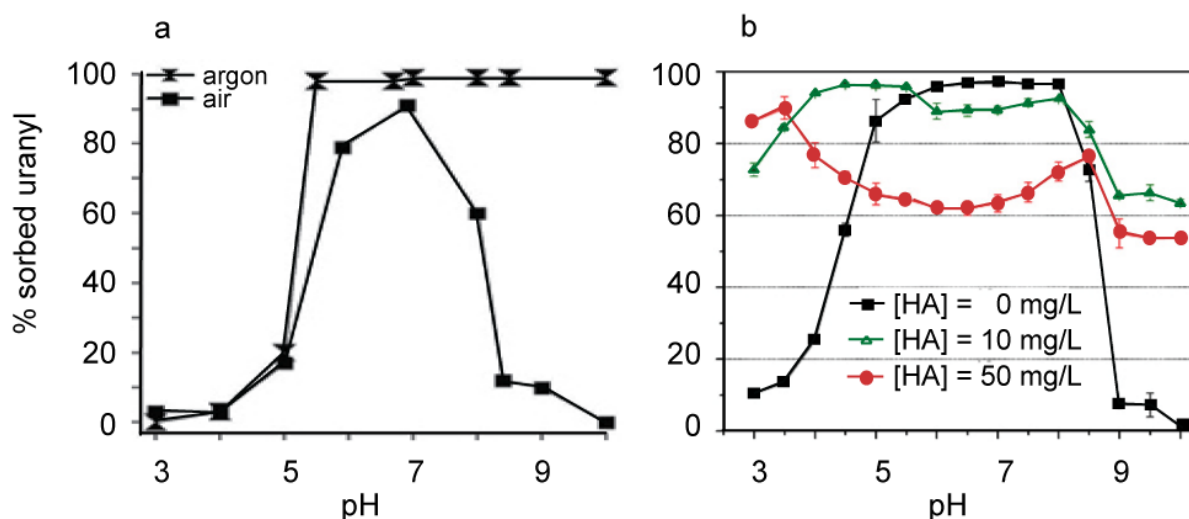 a
% sorbed uranyl
100
80
60
40
20
0
argon
air
3
5
7
9
pH
b
100
80
60
40
20
0
[HA] = 0 mg/L
[HA] = 10 mg/L
[HA] = 50 mg/L
3
5
7
9
pH